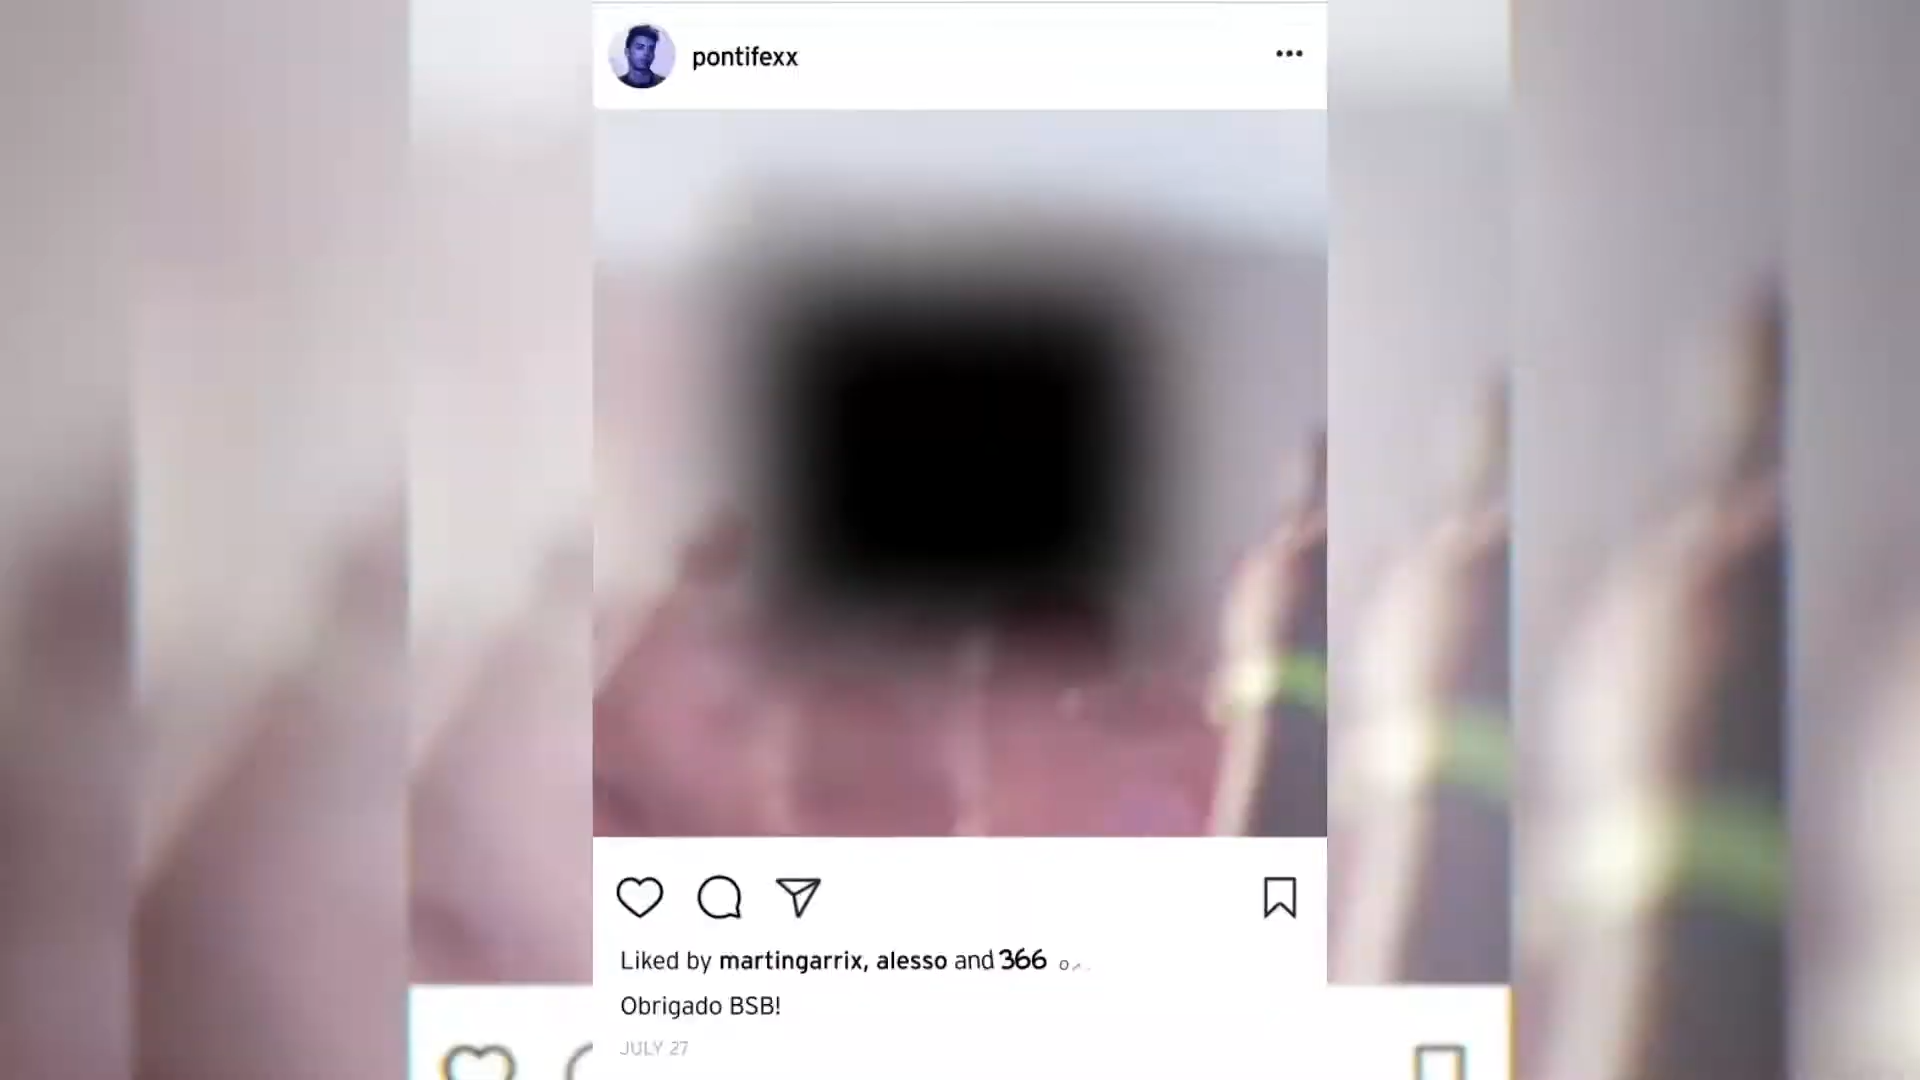 pontifexx
Liked by martingarrix, alesso and 366
Obrigado BSB!
JULY 27